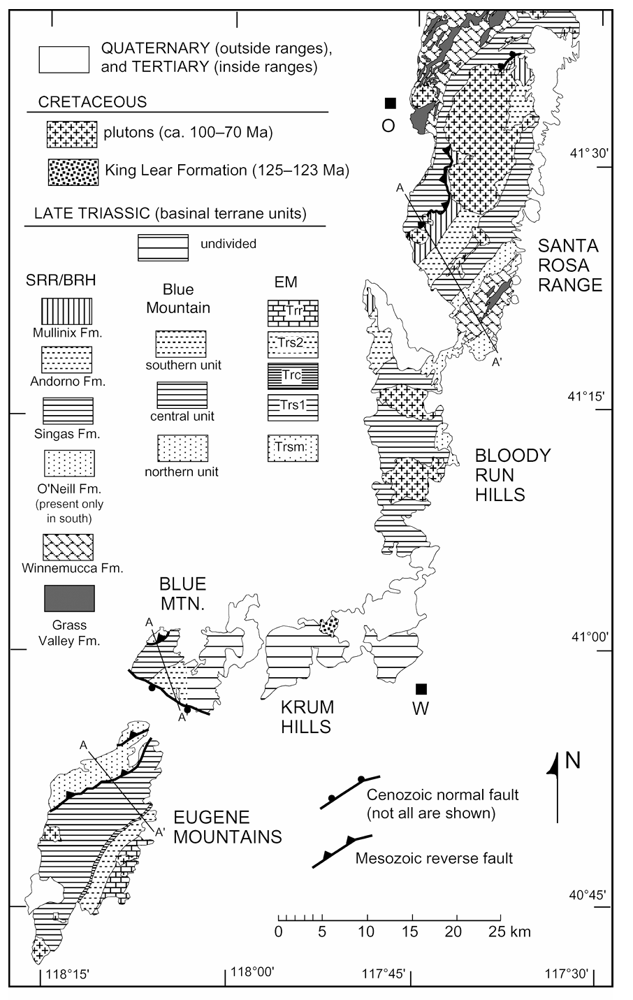 QUATERNARY (outside ranges),
and TERTIARY (inside ranges)
CRETACEOUS
plutons (ca. 100–70 Ma)
King Lear Formation (125–123 Ma)
LATE TRIASSIC (basinal terrane units)
undivided
SRR/BRH
Mullinix Fm.
Andorno Fm.
Singas Fm.
O'Neill Fm.
(present only
in south)
Winnemucca Fm.
Grass
Valley Fm.
Blue
Mountain
southern unit
central unit
northern unit
EM
Trr
Trs2
Trc
Trs1
Trsm
O
A
A'
41°30'
SANTA
ROSA
RANGE
41°15'
BLOODY
RUN
HILLS
BLUE
MTN.
A
A'
41°00'
KRUM
HILLS
W
A
A'
EUGENE
MOUNTAINS
N
Cenozoic normal fault
(not all are shown)
Mesozoic reverse fault
40°45'
0 5 10 15 20 25 km
118°15' 118°00' 117°45' 117°30'